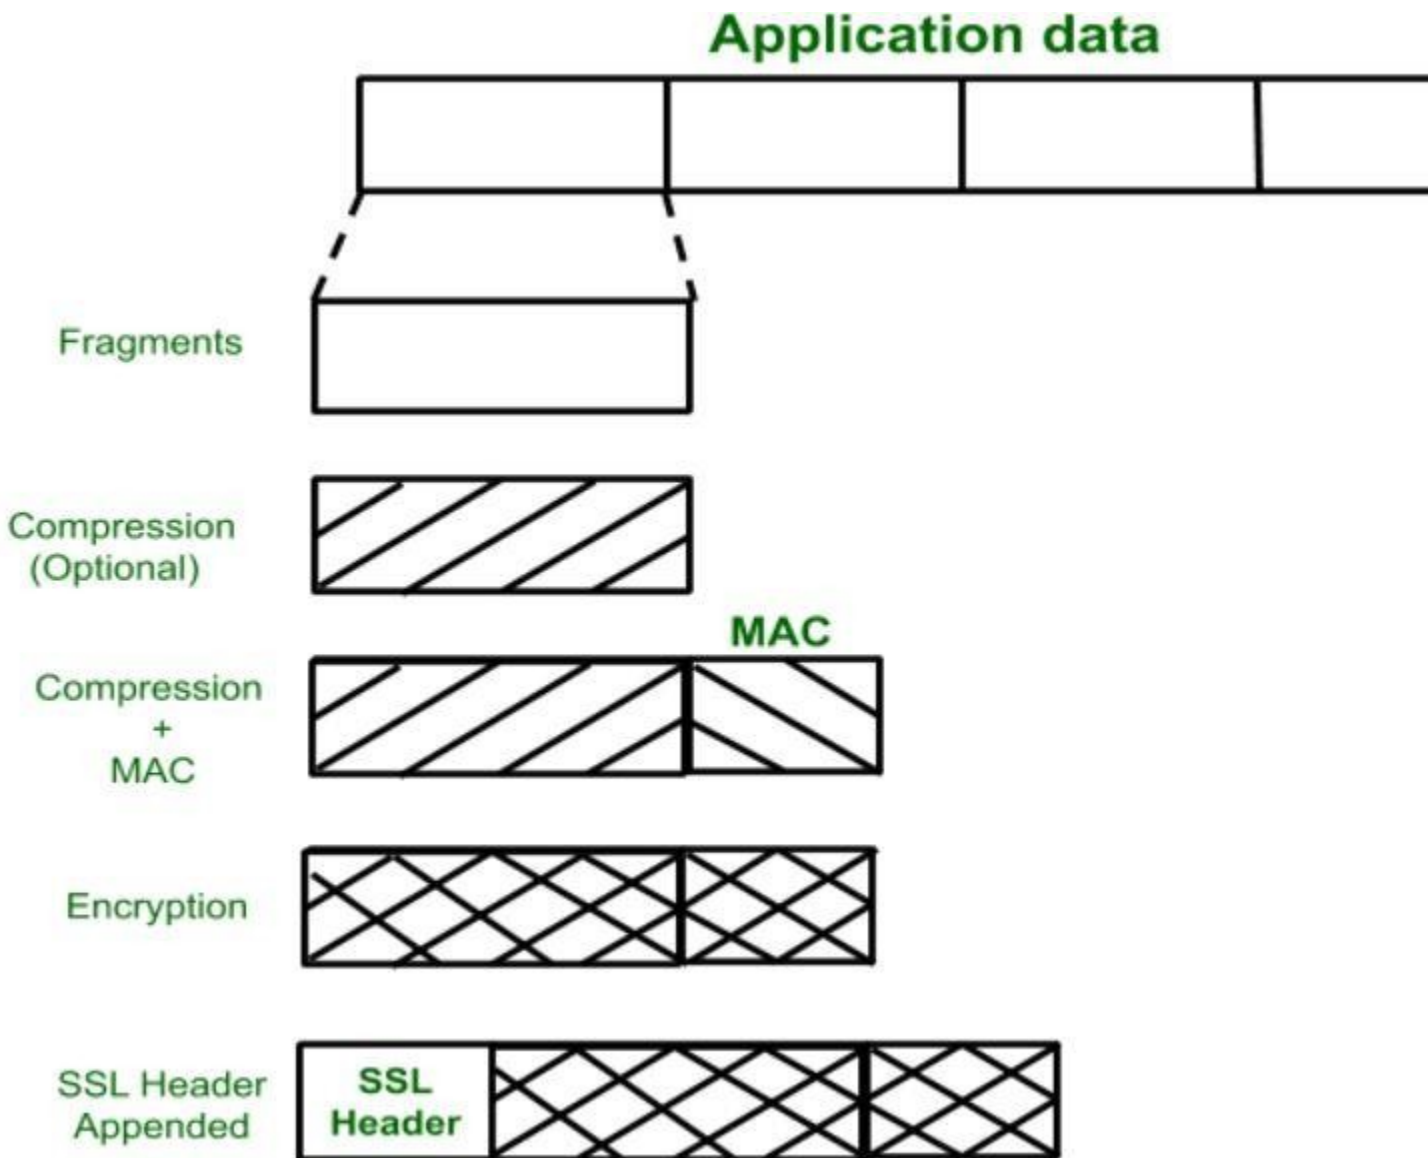 Application data
Fragments
Compression
(Optional)
MAC
Compression
+
MAC
Encryption
SSL Header
Appended
SSL
Header